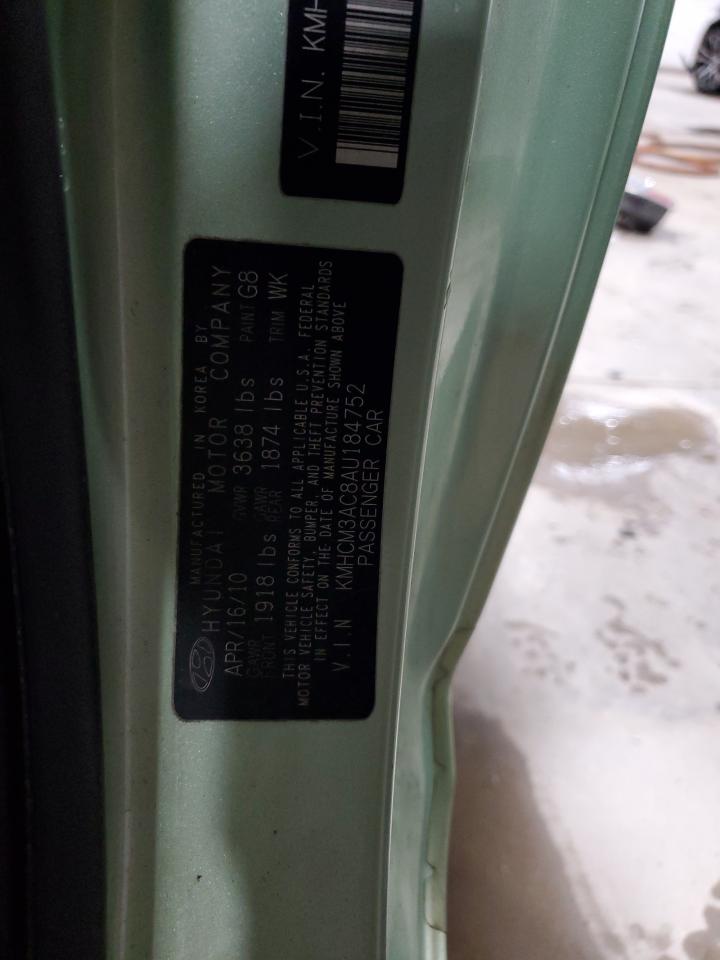 V.I.N. KMH
MANUFACTURED IN KOREA BY
HYUNDAI MOTOR COMPANY
APR/16/10 GVWR 3638 lbs PAINT G8
GAWR FRONT 1918 lbs GAWR REAR 1874 lbs TRIM WK
THIS VEHICLE CONFORMS TO ALL APPLICABLE U.S.A. FEDERAL
MOTOR VEHICLE SAFETY, BUMPER, AND THEFT PREVENTION STANDARDS
IN EFFECT ON THE DATE OF MANUFACTURE SHOWN ABOVE
V.I.N KMHCM3AC8AU184752
PASSENGER CAR